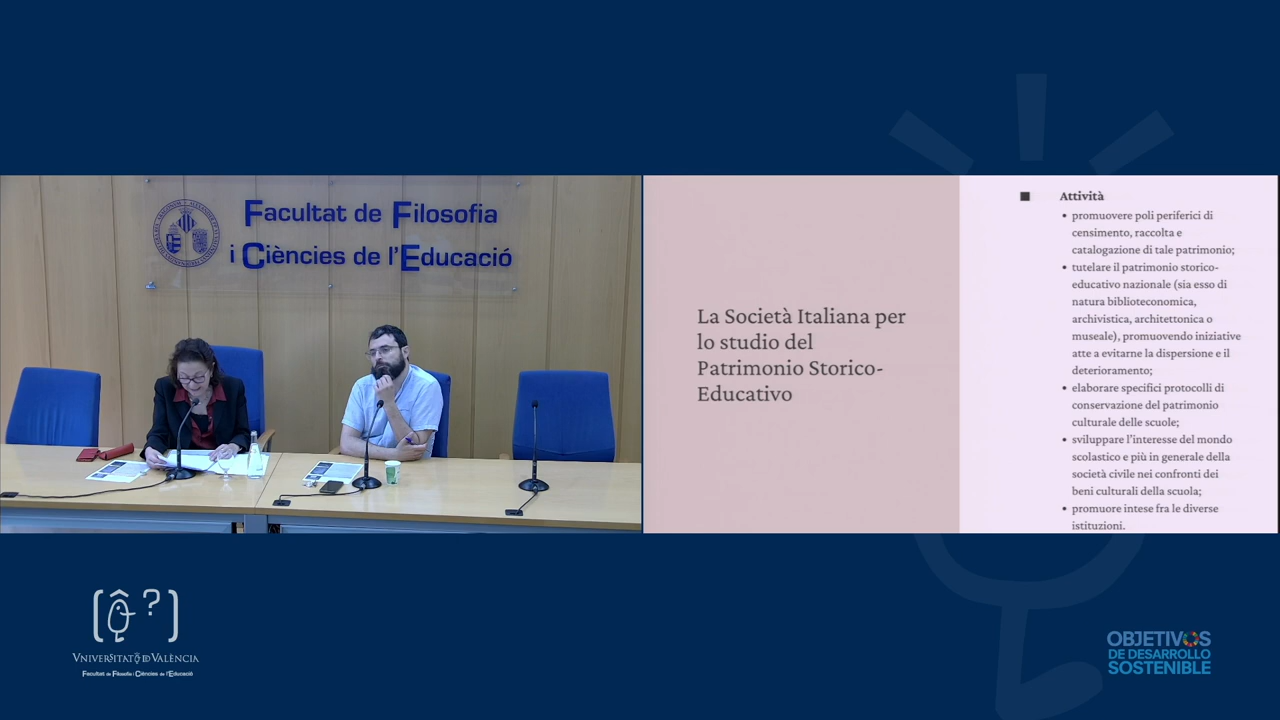 Facultat de Filosofia
i Ciències de l'Educació
La Società Italiana per
lo studio del
Patrimonio Storico-
Educativo
Attività
• promuovere poli periferici di
censimento, raccolta e
catalogazione di tale patrimonio;
• tutelare il patrimonio storico-
educativo nazionale (sia esso di
natura biblioteconomica,
archivistica, architettonica o
museale), promuovendo iniziative
atte a evitarne la dispersione e il
deterioramento;
• elaborare specifici protocolli di
conservazione del patrimonio
culturale delle scuole;
• sviluppare l'interesse del mondo
scolastico e più in generale della
società civile nei confronti dei
beni culturali della scuola;
• promuore intese fra le diverse
istituzioni.
VNIVERSITAT ID VALÈNCIA
Facultat de Filosofia i Ciències de l'Educació
OBJETIVOS
DE DESARROLLO
SOSTENIBLE